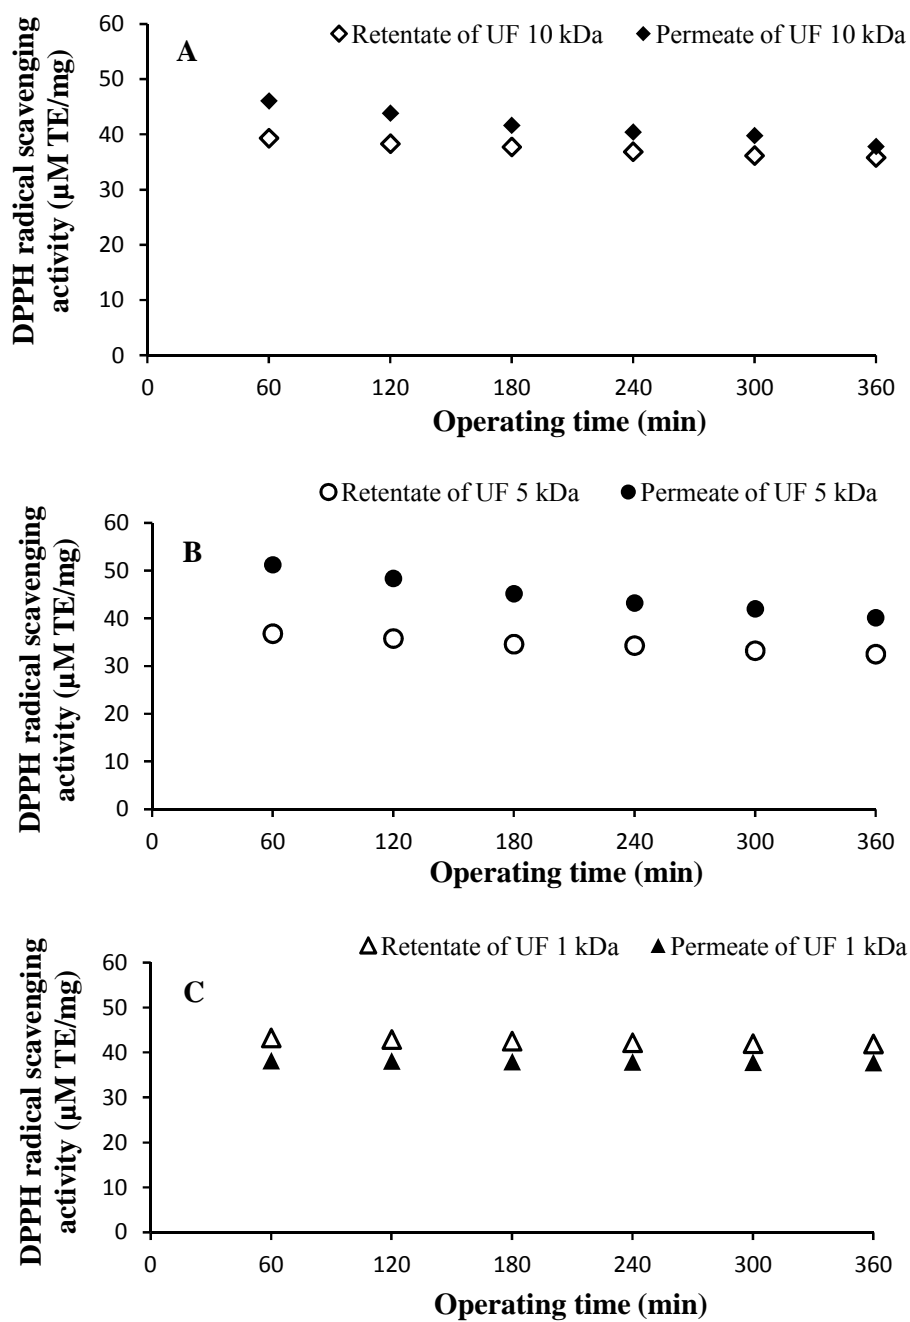 A
Retentate of UF 10 kDa
Permeate of UF 10 kDa
DPPH radical scavenging
activity (µM TE/mg)
60
50
40
30
20
10
0
0 60 120 180 240 300 360
Operating time (min)
B
Retentate of UF 5 kDa
Permeate of UF 5 kDa
DPPH radical scavenging
activity (µM TE/mg)
60
50
40
30
20
10
0
0 60 120 180 240 300 360
Operating time (min)
C
Retentate of UF 1 kDa
Permeate of UF 1 kDa
DPPH radical scavenging
activity (µM TE/mg)
60
50
40
30
20
10
0
0 60 120 180 240 300 360
Operating time (min)